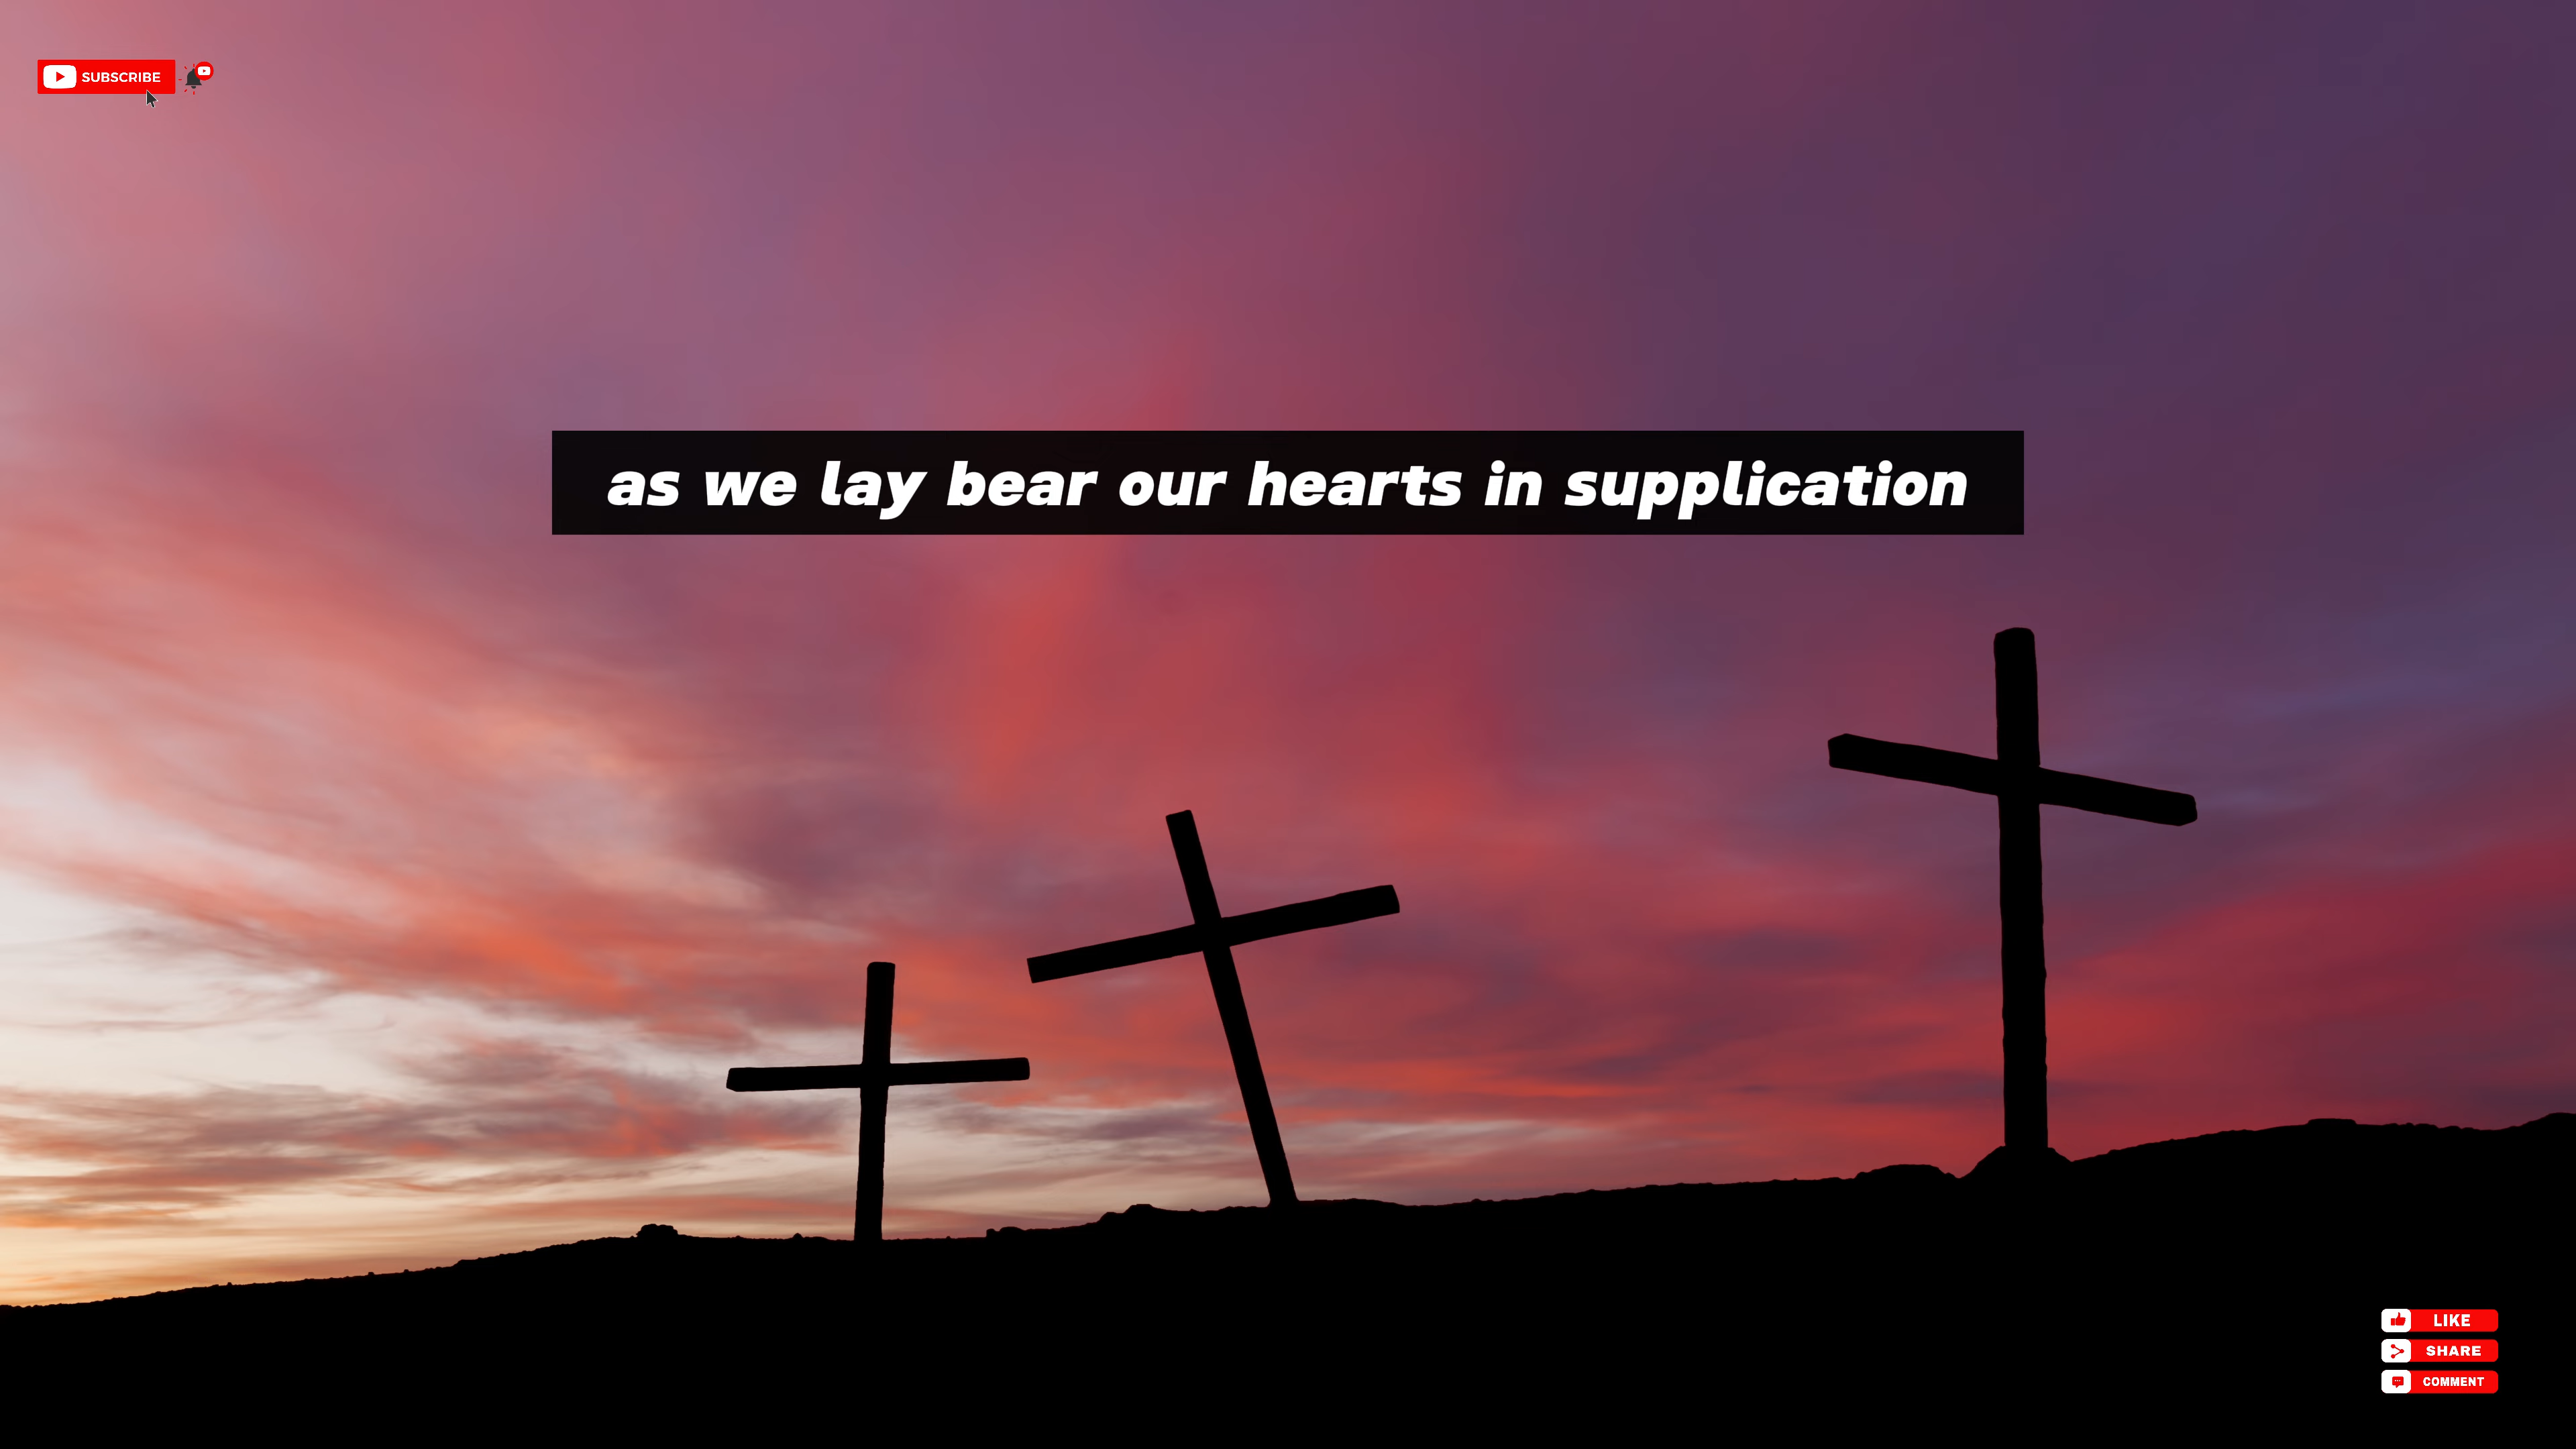 SUBSCRIBE
as we lay bear our hearts in supplication
LIKE
SHARE
COMMENT